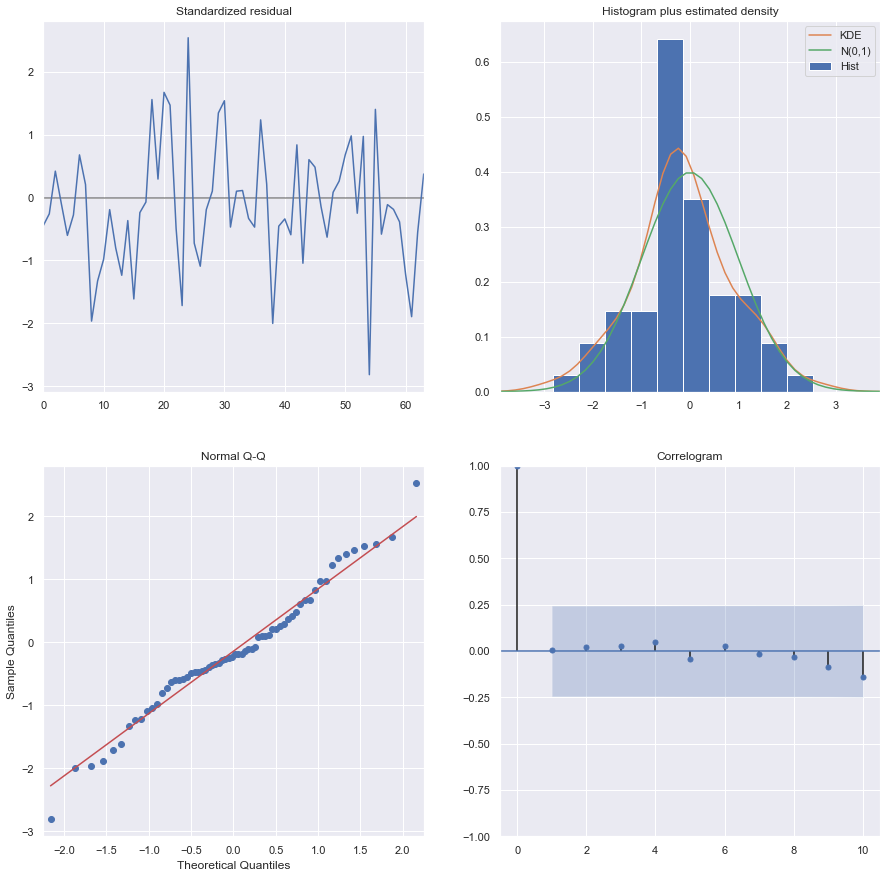 Standardized residual
2
1
0
−1
−2
−3
0 10 20 30 40 50 60
Histogram plus estimated density
KDE
N(0,1)
Hist
0.6
0.5
0.4
0.3
0.2
0.1
0.0
−3 −2 −1 0 1 2 3
Normal Q-Q
Sample Quantiles
2
1
0
−1
−2
−3
−2.0 −1.5 −1.0 −0.5 0.0 0.5 1.0 1.5 2.0
Theoretical Quantiles
Correlogram
1.00
0.75
0.50
0.25
0.00
−0.25
−0.50
−0.75
−1.00
0 2 4 6 8 10